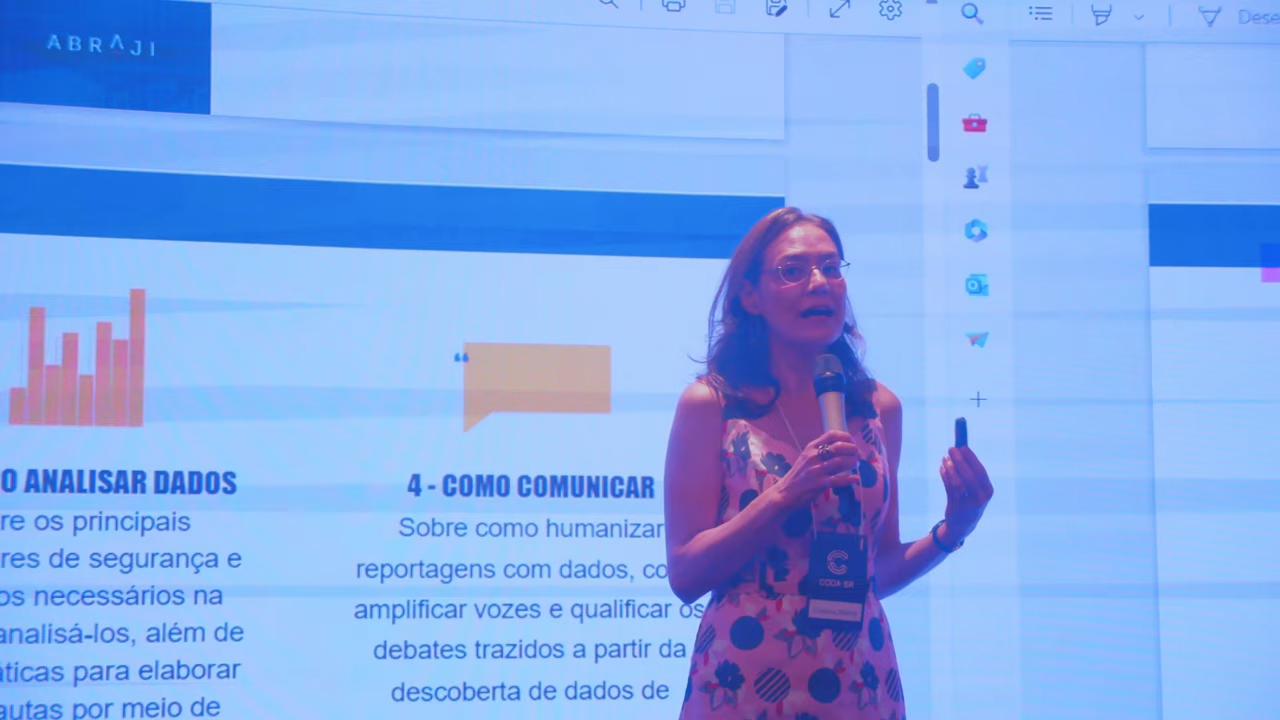 ABRAJI
Dese
O ANALISAR DADOS
re os principais
res de segurança e
os necessários na
analisá-los, além de
áticas para elaborar
autas por meio de
4 - COMO COMUNICAR
Sobre como humanizar
reportagens com dados, co
amplificar vozes e qualificar os
debates trazidos a partir da
descoberta de dados de
CODA BR